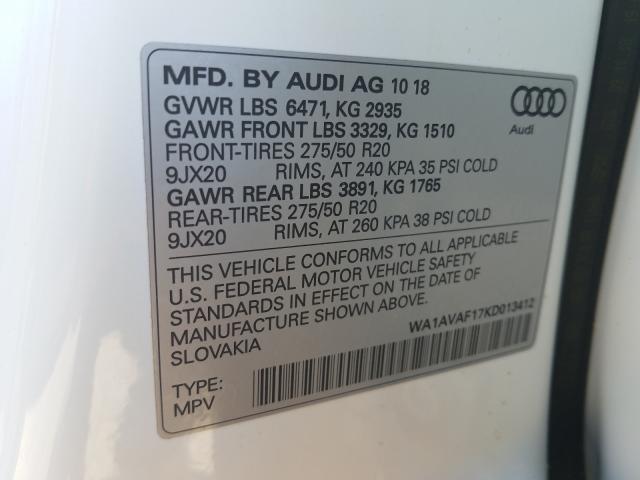 MFD. BY AUDI AG 10 18
GVWR LBS 6471, KG 2935
GAWR FRONT LBS 3329, KG 1510
FRONT-TIRES 275/50 R20
9JX20 RIMS, AT 240 KPA 35 PSI COLD
GAWR REAR LBS 3891, KG 1765
REAR-TIRES 275/50 R20
9JX20 RIMS, AT 260 KPA 38 PSI COLD
Audi
THIS VEHICLE CONFORMS TO ALL APPLICABLE
U.S. FEDERAL MOTOR VEHICLE SAFETY
STANDARDS IN EFFECT ON THE DATE OF
MANUFACTURE SHOWN ABOVE.
SLOVAKIA
WA1AVAF17KD013412
TYPE:
MPV